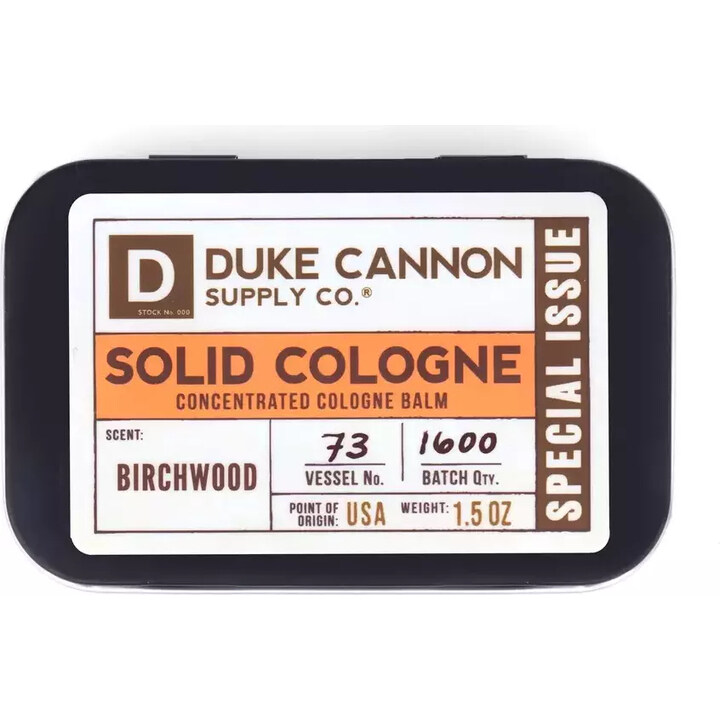 D
STOCK No. 000
DUKE CANNON
SUPPLY CO.®
SOLID COLOGNE
CONCENTRATED COLOGNE BALM
SCENT:
BIRCHWOOD
73
VESSEL No.
1600
BATCH QTY.
POINT OF
ORIGIN: USA
WEIGHT: 1.5 OZ
SPECIAL ISSUE